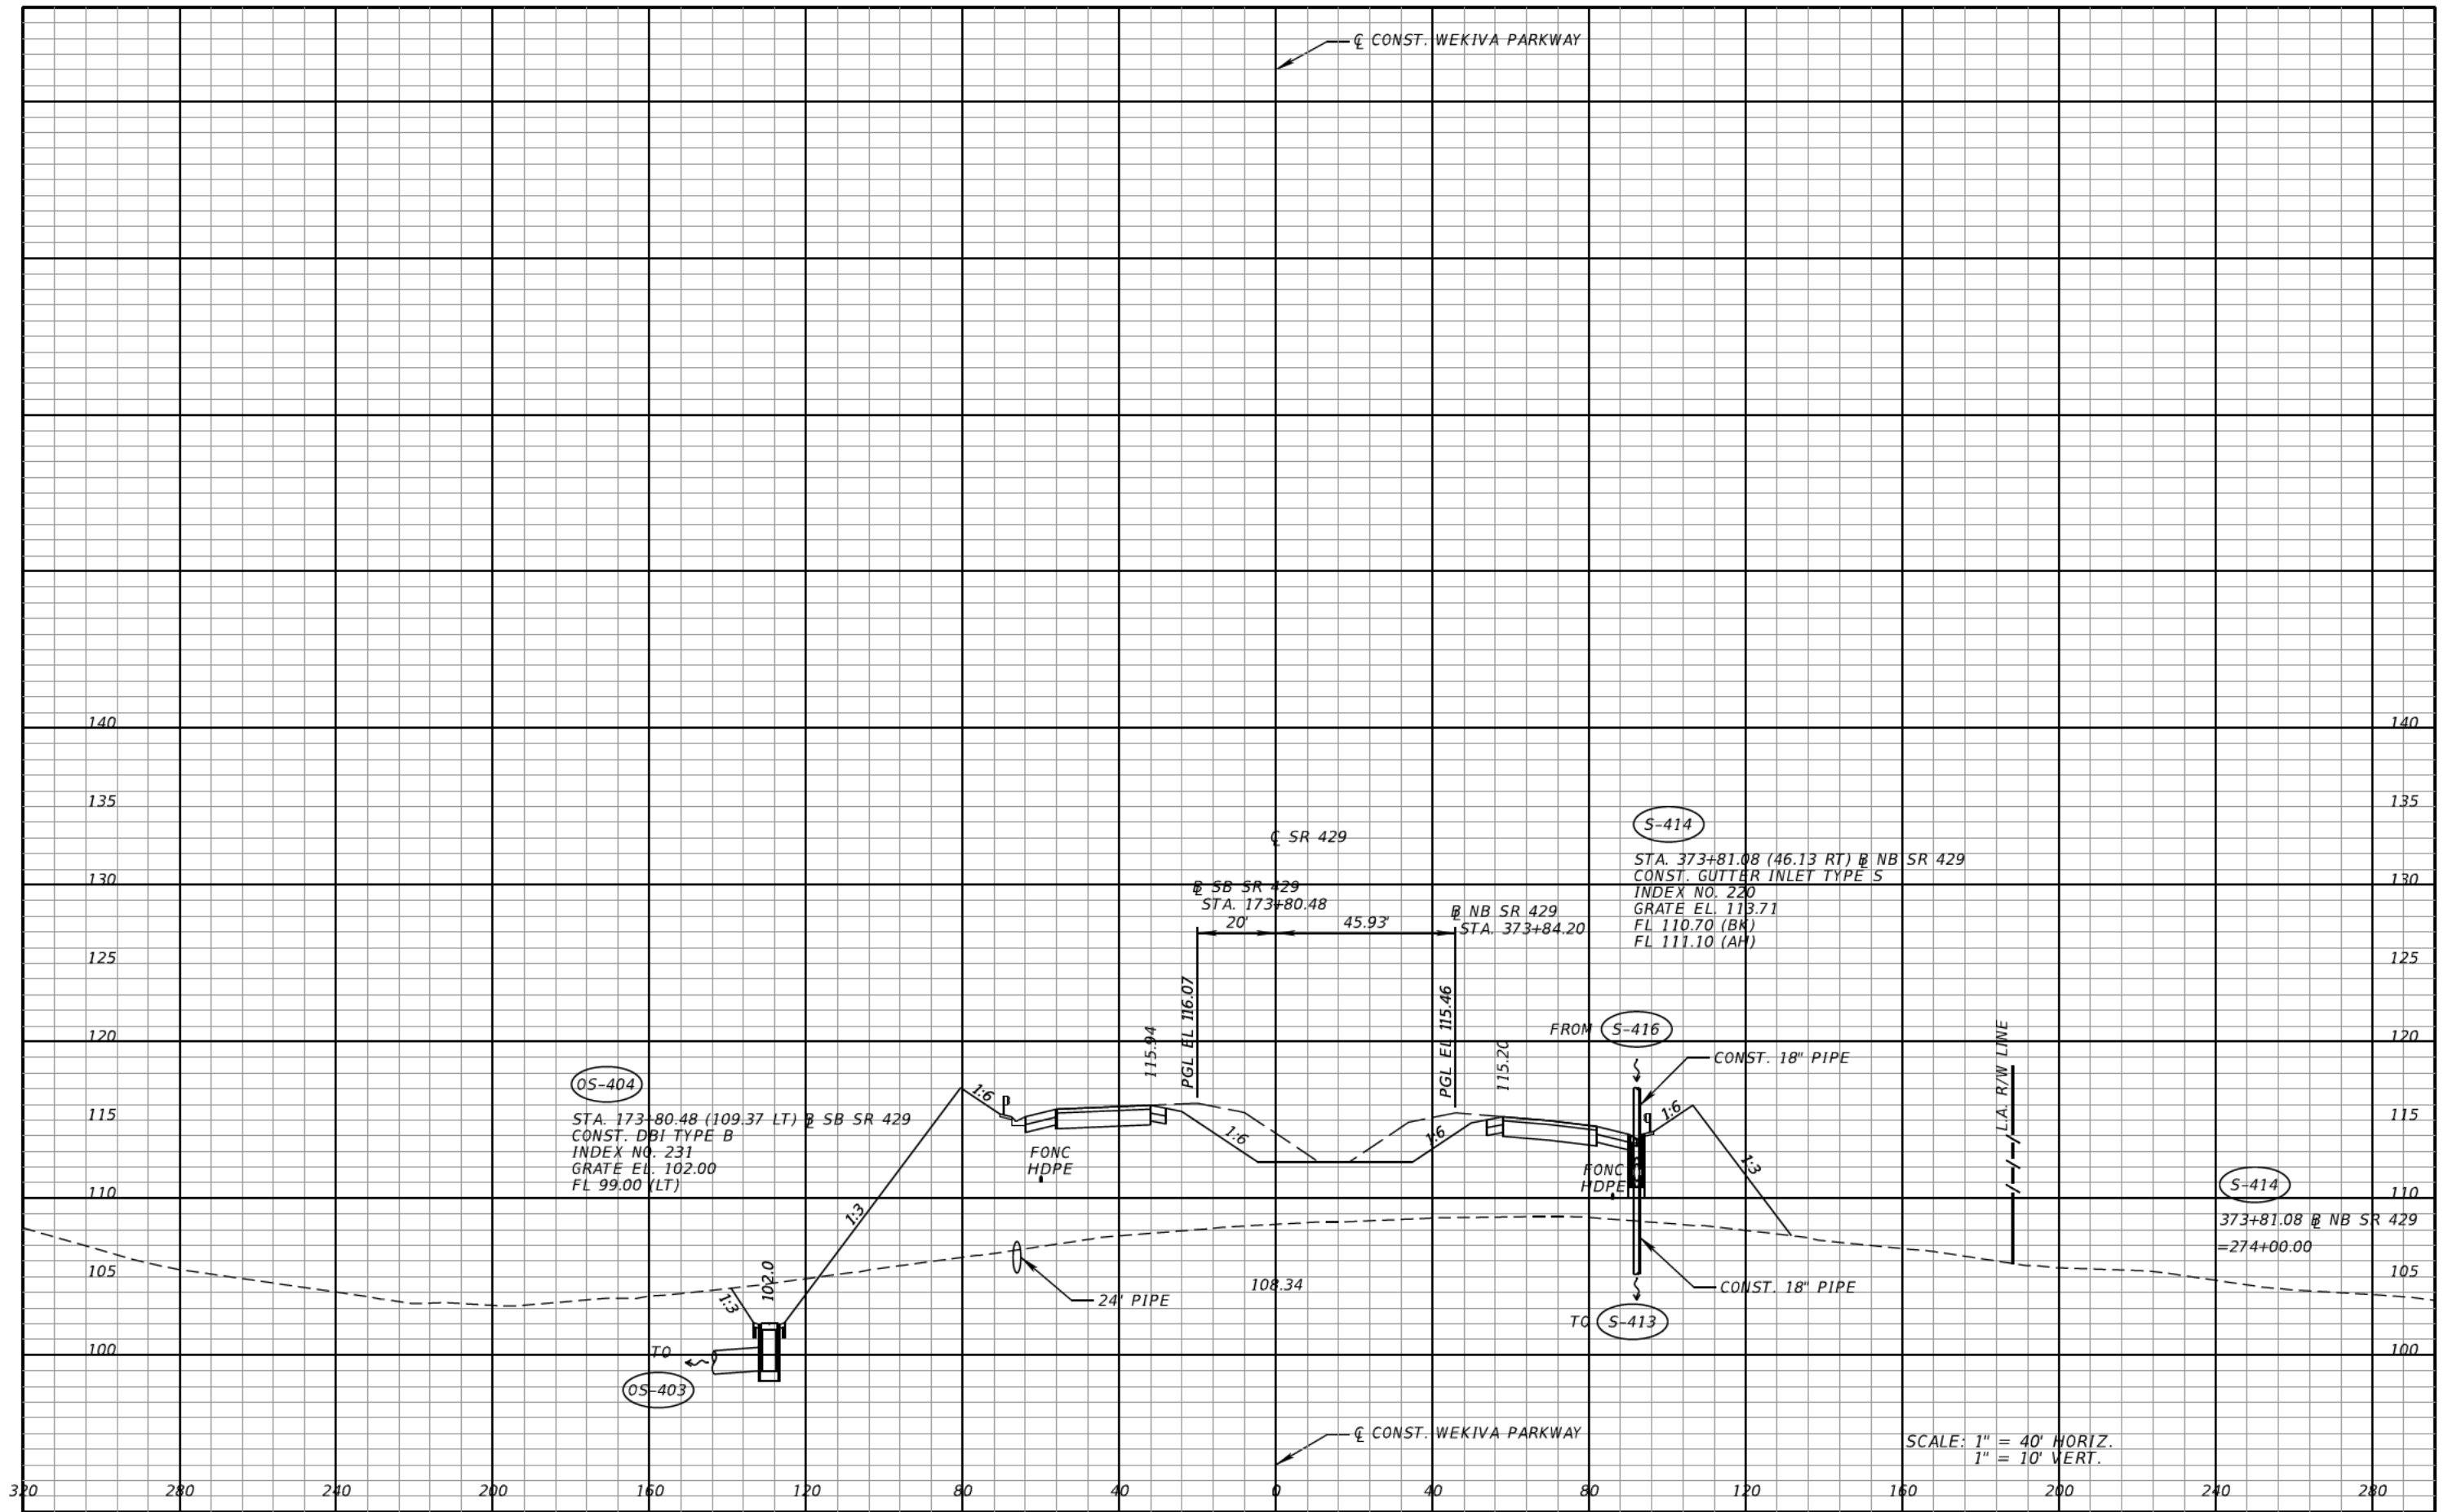 ℄ CONST. WEKIVA PARKWAY
140
140
135
135
S-414
℄ SR 429
STA. 373+81.08 (46.13 RT) BL NB SR 429
CONST. GUTTER INLET TYPE S
INDEX NO. 220
GRATE EL. 113.71
FL 110.70 (BK)
FL 111.10 (AH)
130
130
BL SB SR 429
STA. 173+80.48
20'
45.93'
BL NB SR 429
STA. 373+84.20
125
125
PGL EL 116.07
PGL EL 115.46
115.94
115.20
120
120
FROM S-416
CONST. 18" PIPE
L.A. R/W LINE
OS-404
STA. 173+80.48 (109.37 LT) BL SB SR 429
CONST. DBI TYPE B
INDEX NO. 231
GRATE EL. 102.00
FL 99.00 (LT)
115
115
1:6
1:6
1:6
1:6
1:3
FONC
HDPE
FONC
HDPE
110
110
S-414
373+81.08 BL NB SR 429
=274+00.00
1:3
105
105
102.0
1:3
24' PIPE
108.34
CONST. 18" PIPE
TO S-413
100
100
TO
OS-403
℄ CONST. WEKIVA PARKWAY
SCALE: 1" = 40' HORIZ.
1" = 10' VERT.
320 280 240 200 160 120 80 40 0 40 80 120 160 200 240 280